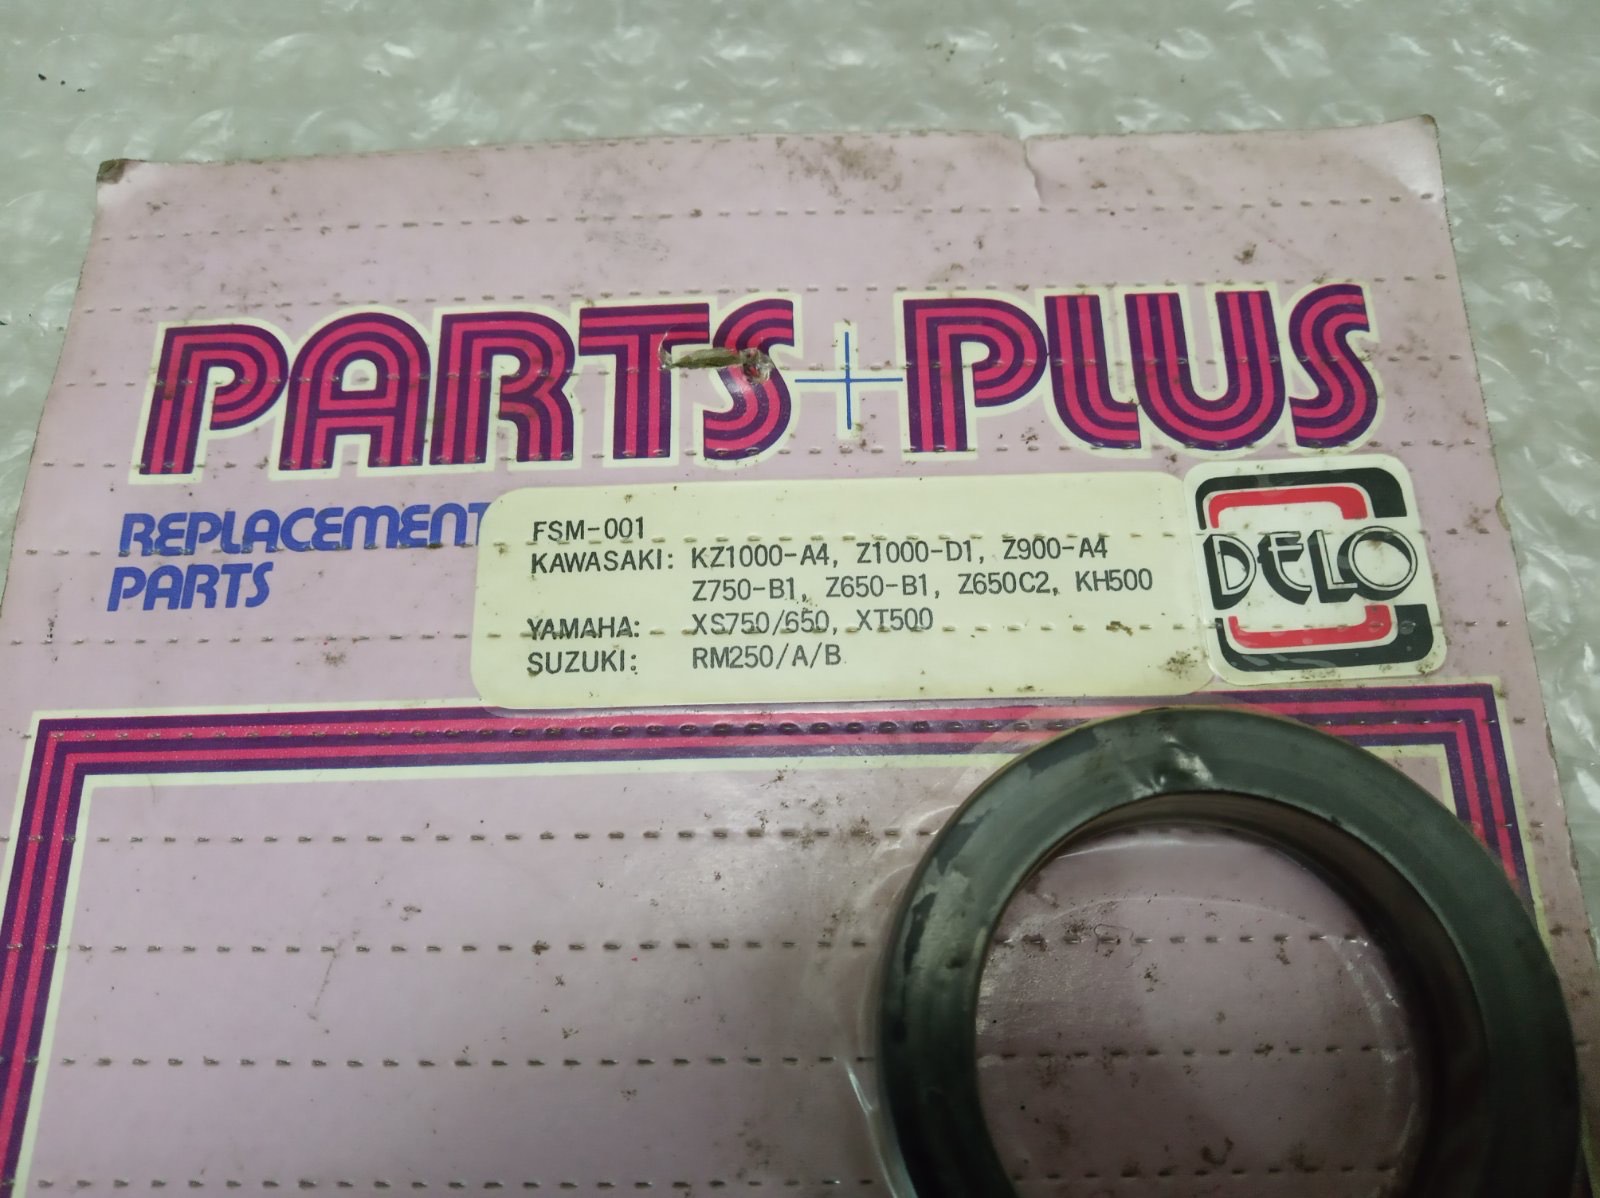 PARTS+PLUS
REPLACEMENT
PARTS
FSM-001
KAWASAKI: KZ1000-A4, Z1000-D1, Z900-A4
Z750-B1, Z650-B1, Z650C2, KH500
YAMAHA: XS750/650, XT500
SUZUKI: RM250/A/B
DELO